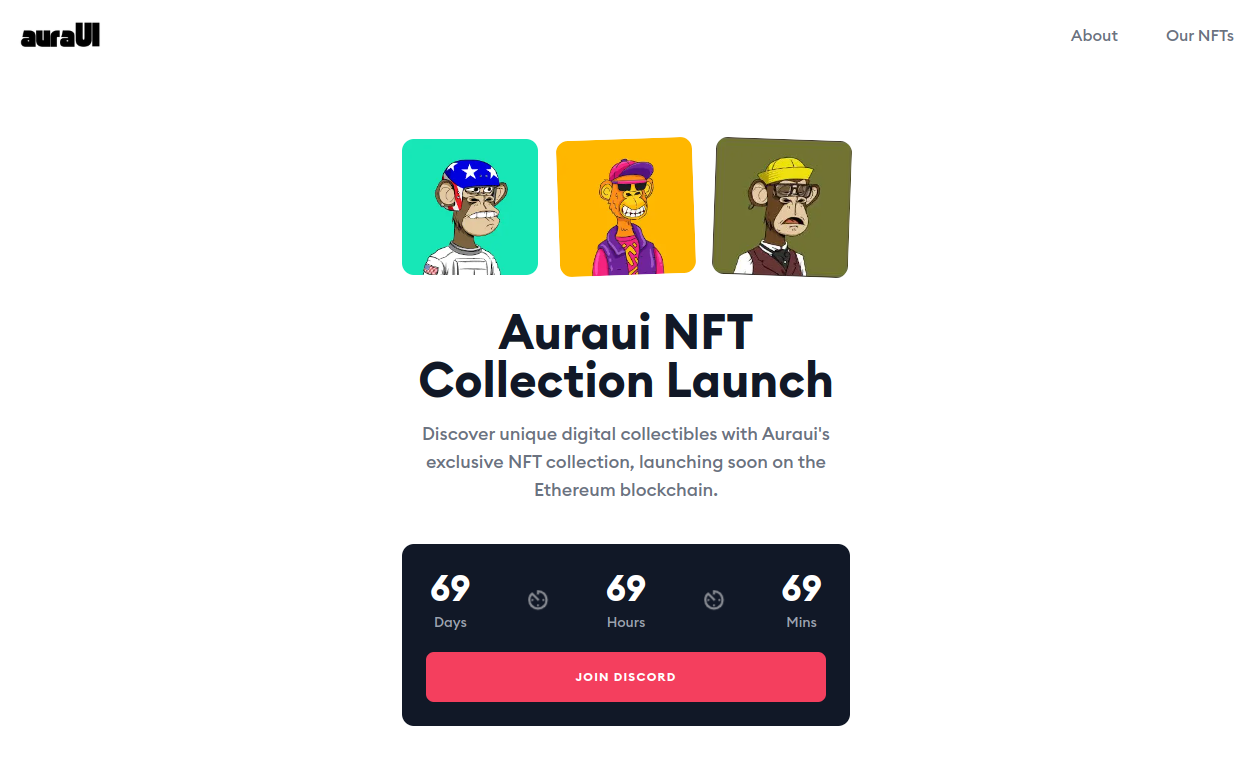 auraUI
About
Our NFTs
Auraui NFT
Collection Launch
Discover unique digital collectibles with Auraui's
exclusive NFT collection, launching soon on the
Ethereum blockchain.
69
69
69
Days
Hours
Mins
JOIN DISCORD